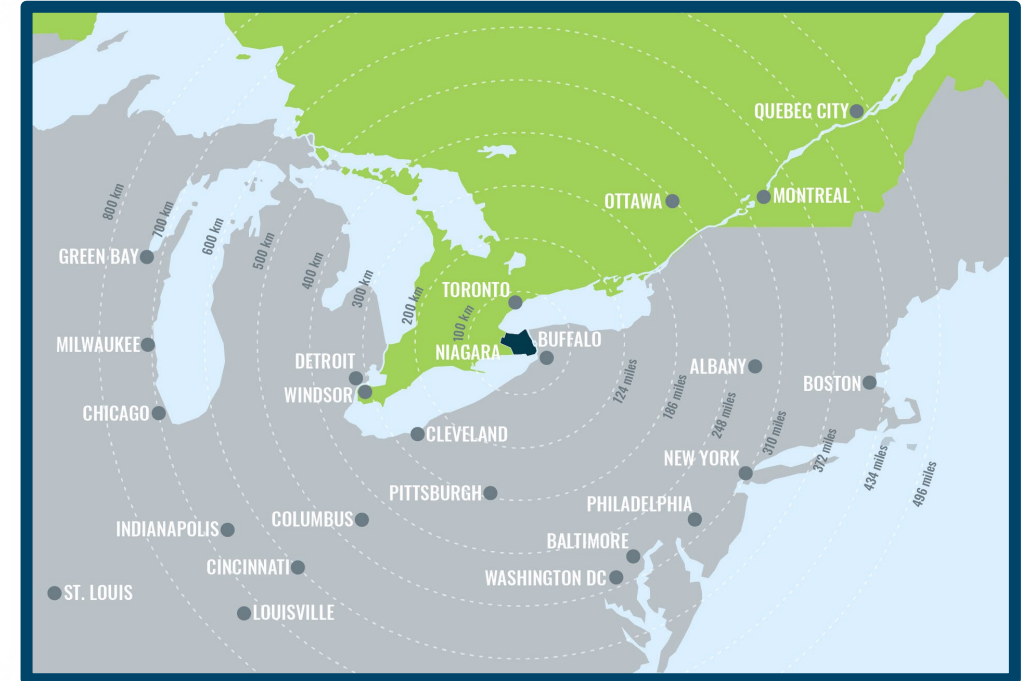 QUEBEC CITY
OTTAWA
MONTREAL
800 km
700 km
600 km
500 km
400 km
300 km
200 km
100 km
GREEN BAY
TORONTO
MILWAUKEE
NIAGARA
BUFFALO
DETROIT
WINDSOR
ALBANY
BOSTON
CHICAGO
CLEVELAND
124 miles
186 miles
248 miles
310 miles
372 miles
434 miles
496 miles
NEW YORK
PITTSBURGH
PHILADELPHIA
COLUMBUS
INDIANAPOLIS
BALTIMORE
CINCINNATI
WASHINGTON DC
ST. LOUIS
LOUISVILLE